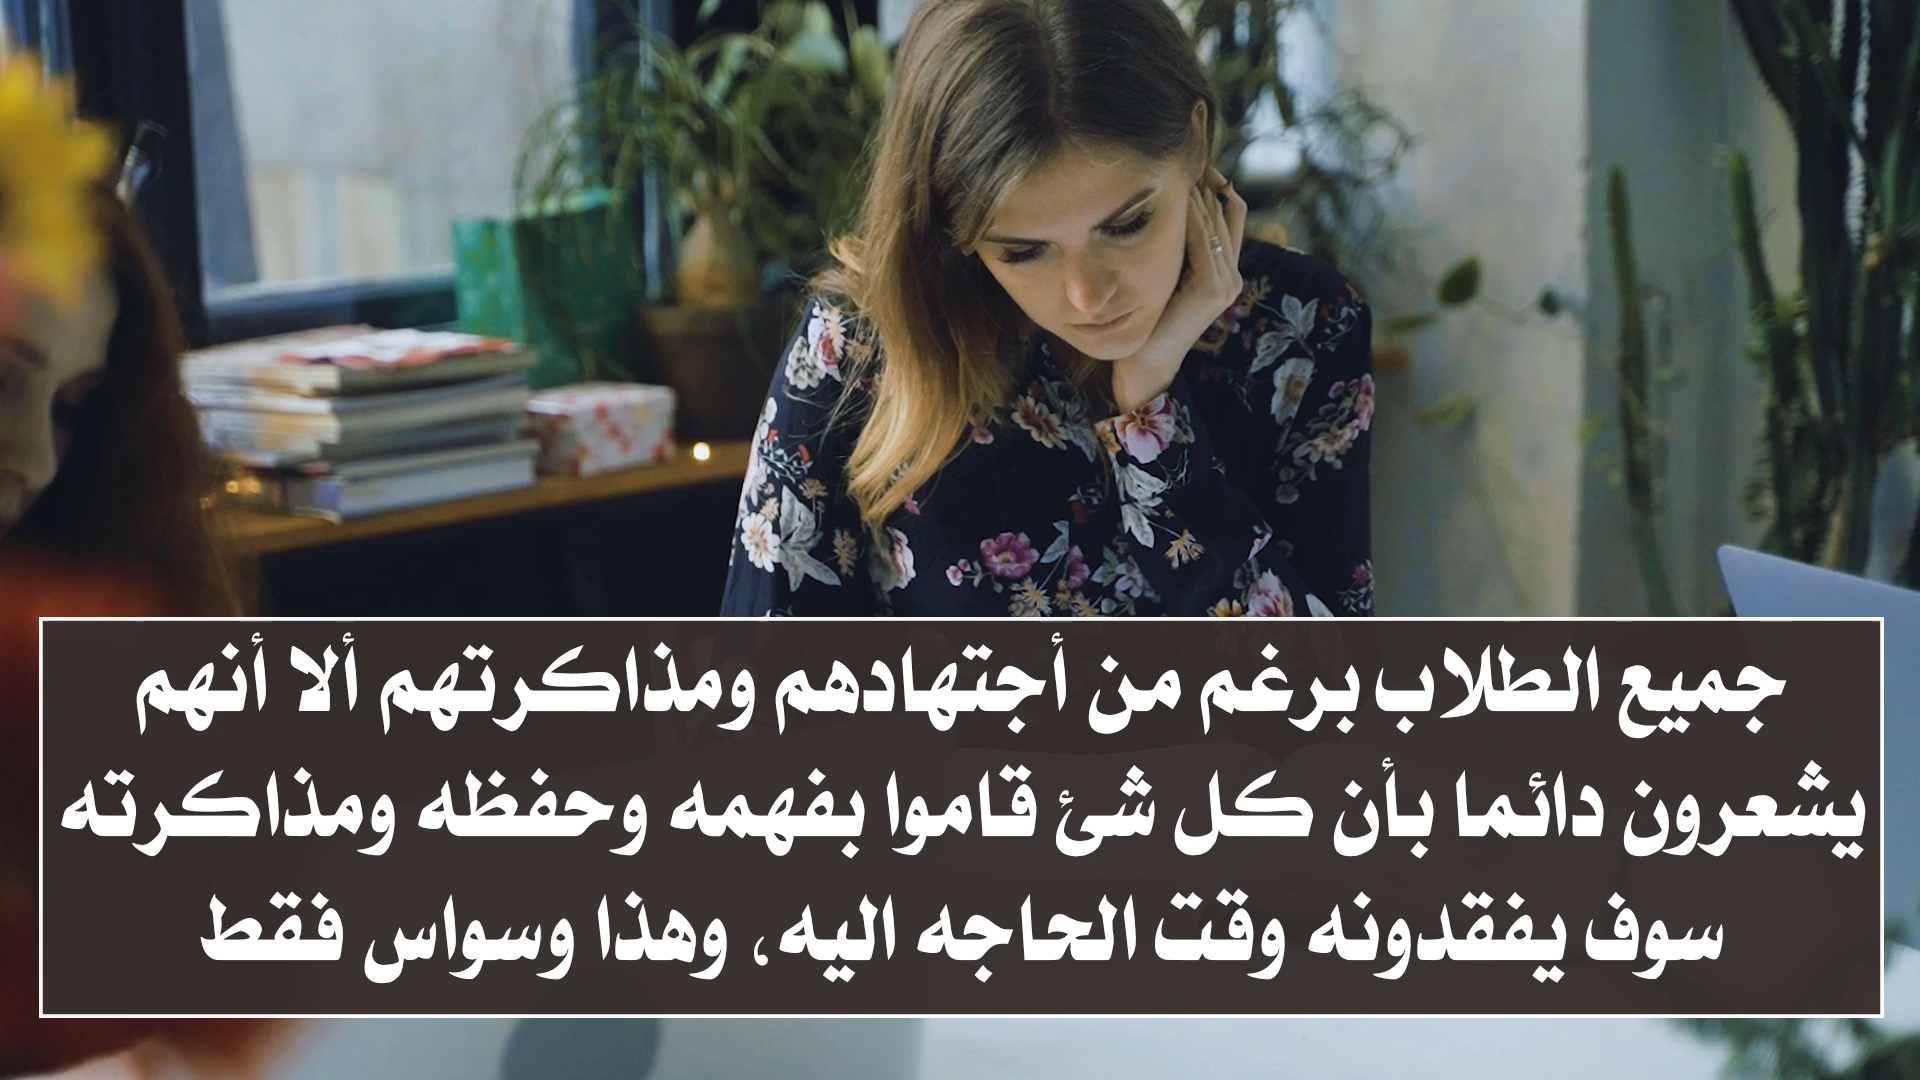 جميع الطلاب برغم من أجتهادهم ومذاكرتهم ألا أنهم
يشعرون دائما بأن كل شئ قاموا بفهمه وحفظه ومذاكرته
سوف يفقدونه وقت الحاجه اليه، وهذا وسواس فقط